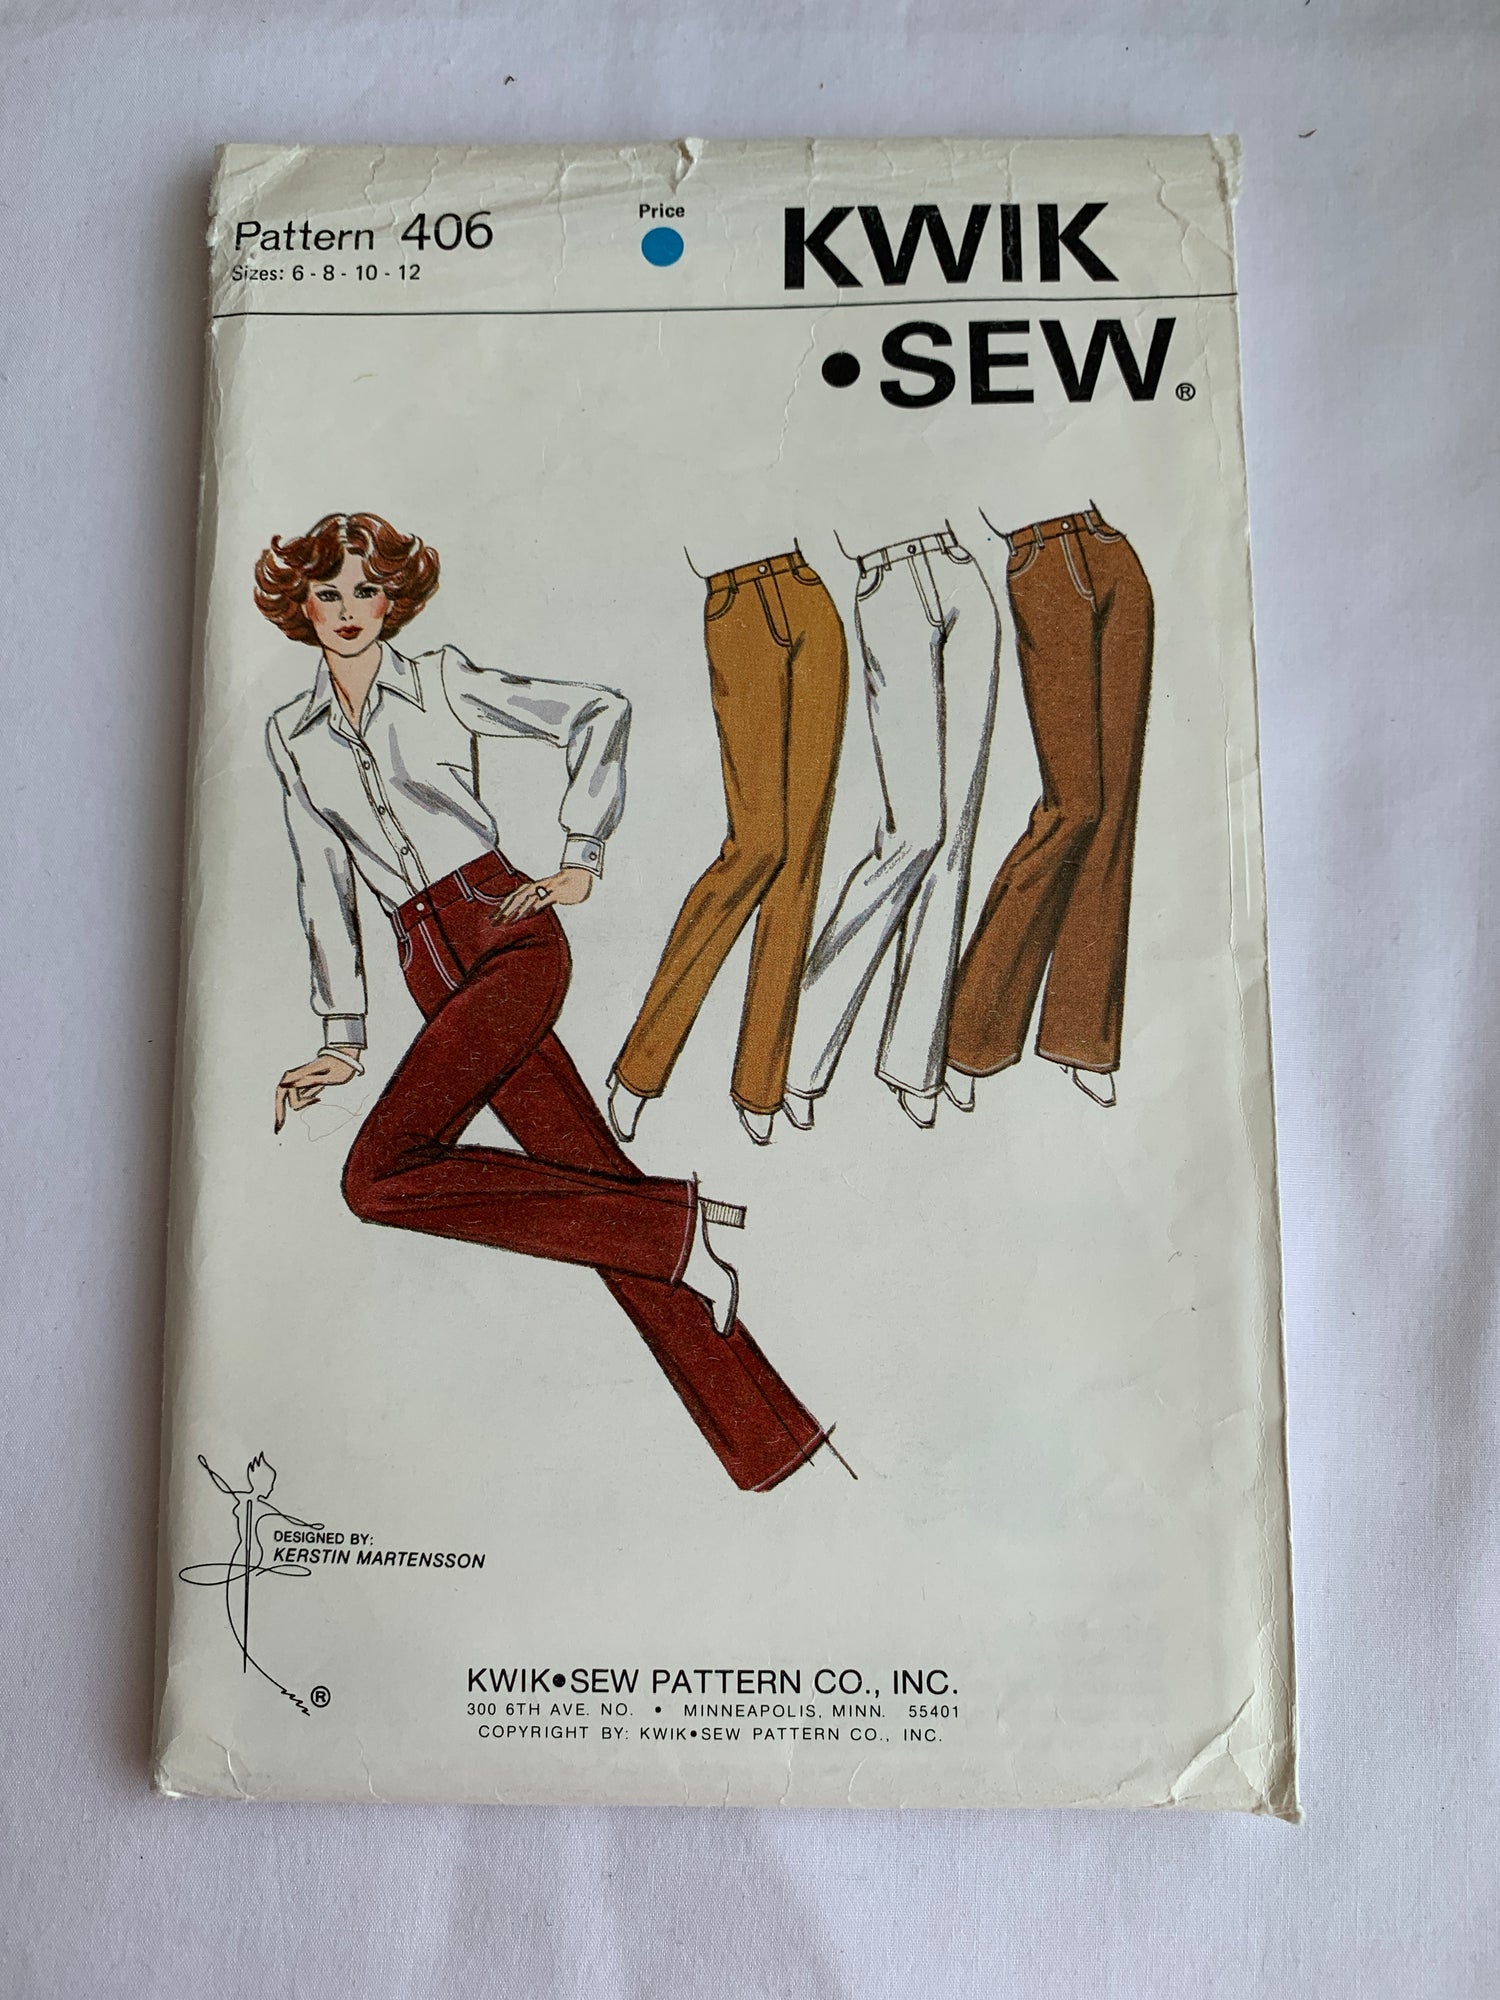 Pattern 406
Sizes: 6 - 8 - 10 - 12
Price
KWIK
•SEW®
DESIGNED BY:
KERSTIN MARTENSSON
®
KWIK•SEW PATTERN CO., INC.
300 6TH AVE. NO. • MINNEAPOLIS, MINN. 55401
COPYRIGHT BY: KWIK•SEW PATTERN CO., INC.